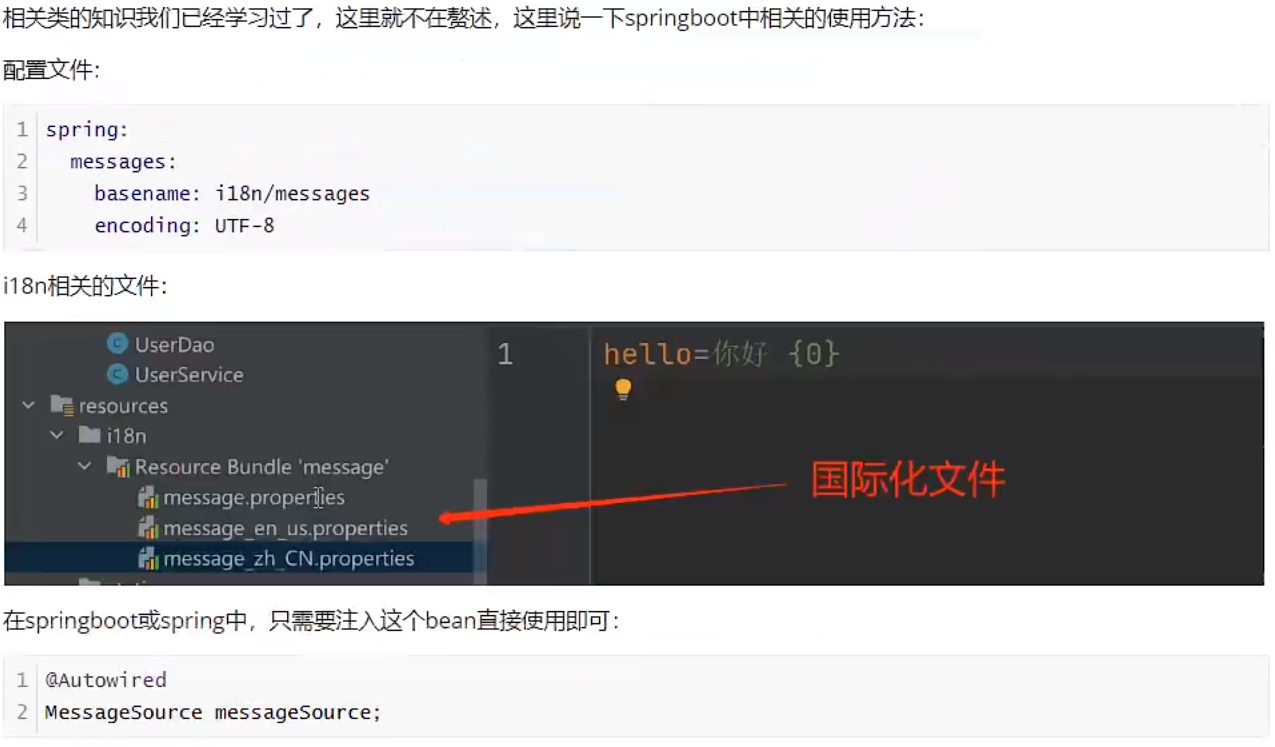 相关类的知识我们已经学习过了，这里就不在赘述，这里说一下springboot中相关的使用方法：
配置文件：
1 spring:
2   messages:
3     basename: i18n/messages
4     encoding: UTF-8
i18n相关的文件：
UserDao
UserService
resources
i18n
Resource Bundle 'message'
message.properties
message_en_us.properties
message_zh_CN.properties
1 hello=你好 {0}
国际化文件
在springboot或spring中，只需要注入这个bean直接使用即可：
1 @Autowired
2 MessageSource messageSource;